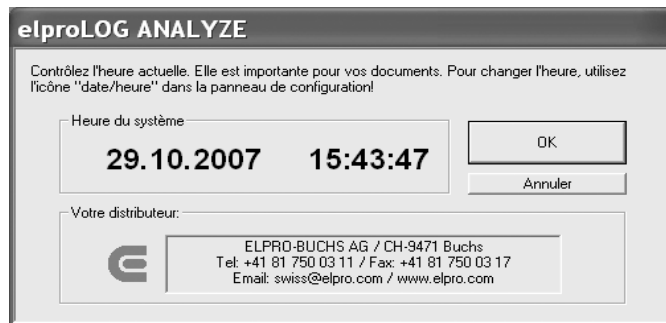 elproLOG ANALYZE
Contrôlez l'heure actuelle. Elle est importante pour vos documents. Pour changer l'heure, utilisez
l'icône "date/heure" dans la panneau de configuration!
Heure du système
29.10.2007 15:43:47
OK
Annuler
Votre distributeur:
ELPRO-BUCHS AG / CH-9471 Buchs
Tel: +41 81 750 03 11 / Fax: +41 81 750 03 17
Email: swiss@elpro.com / www.elpro.com